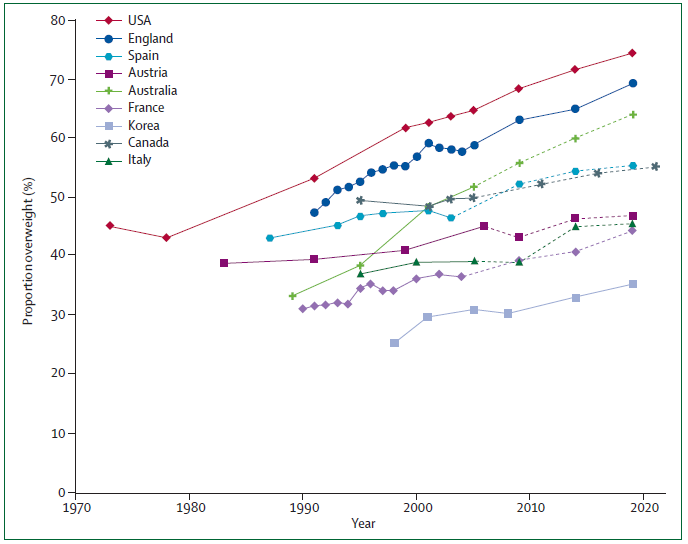 80
70
60
50
40
30
20
10
0
Proportion overweight (%)
USA
England
Spain
Austria
Australia
France
Korea
Canada
Italy
1970 1980 1990 2000 2010 2020
Year